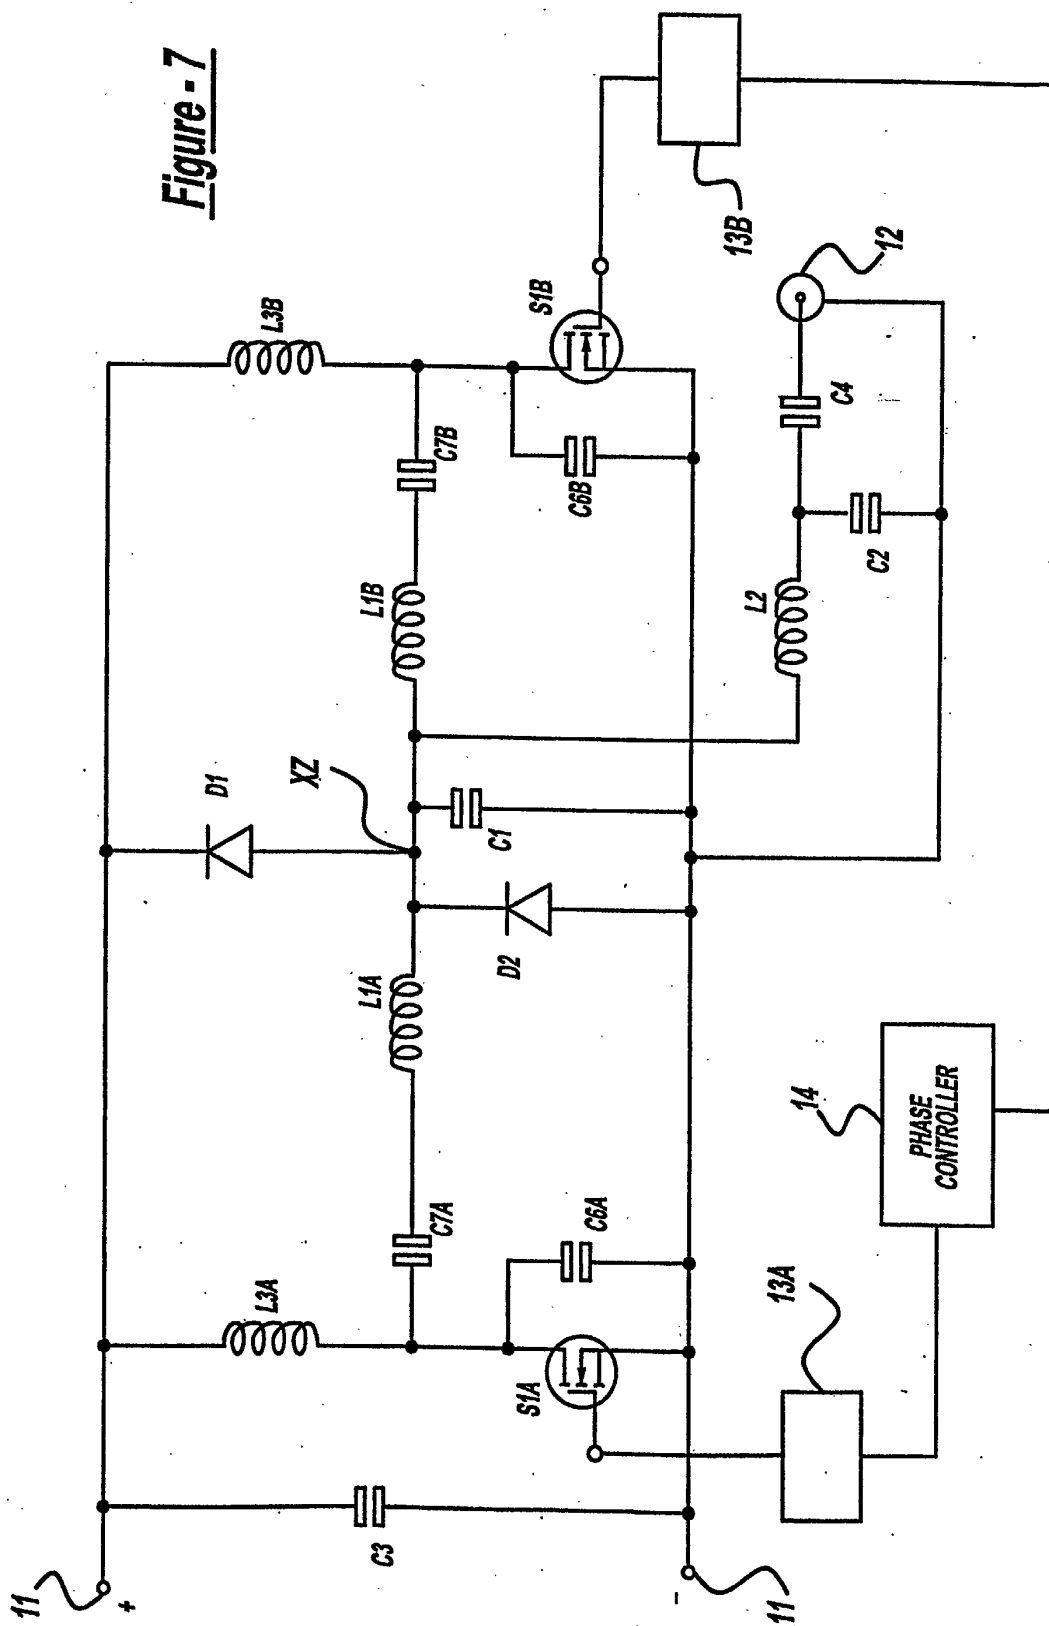 Figure - 7
11
+
C3
-
11
L3A
C7A
S1A
C6A
13A
14
PHASE
CONTROLLER
L1A
D2
D1
XZ
C1
L1B
C7B
L3B
C6B
S1B
L2
C2
C4
12
13B